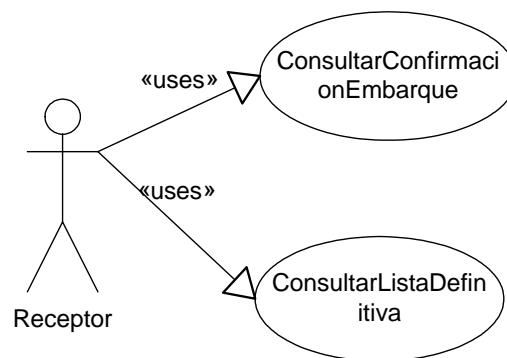 ConsultarConfirmaci
onEmbarque
«uses»
«uses»
ConsultarListaDefin
itiva
Receptor